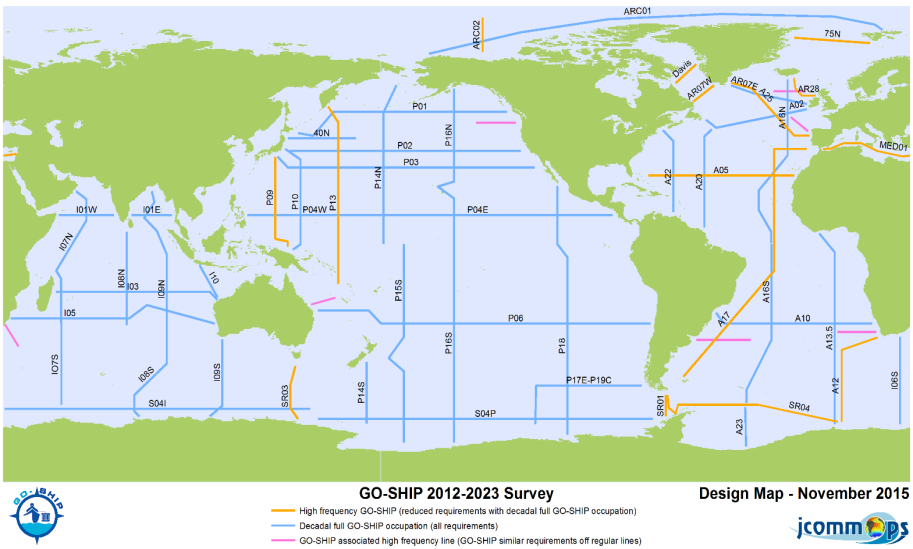 ARC01
ARC02
75N
Davis
AR07W
AR07E A25
AR28
A16N
A02
P01
P16N
40N
P02
P03
P14N
MED01
A05
A22
A20
P09
P10
P13
P04W
P04E
I01W
I01E
I07N
I08N
I09N
I10
I03
I05
P15S
P06
P16S
P18
A16S
A17
A10
A13.5
IO7S
I08S
I09S
SR03
P14S
P17E-P19C
SR01
SR04
A12
I06S
S04I
S04P
A23
GO-SHIP
GO-SHIP 2012-2023 Survey
Design Map - November 2015
High frequency GO-SHIP (reduced requirements with decadal full GO-SHIP occupation)
Decadal full GO-SHIP occupation (all requirements)
GO-SHIP associated high frequency line (GO-SHIP similar requirements off regular lines)
jcommops